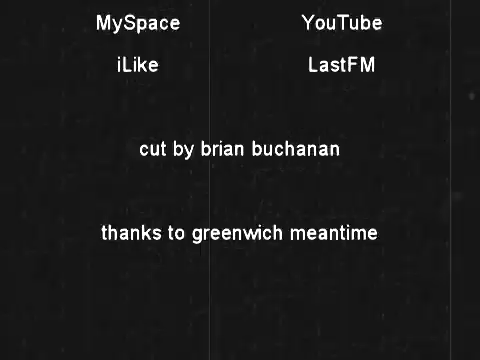 MySpace YouTube
iLike LastFM
cut by brian buchanan
thanks to greenwich meantime